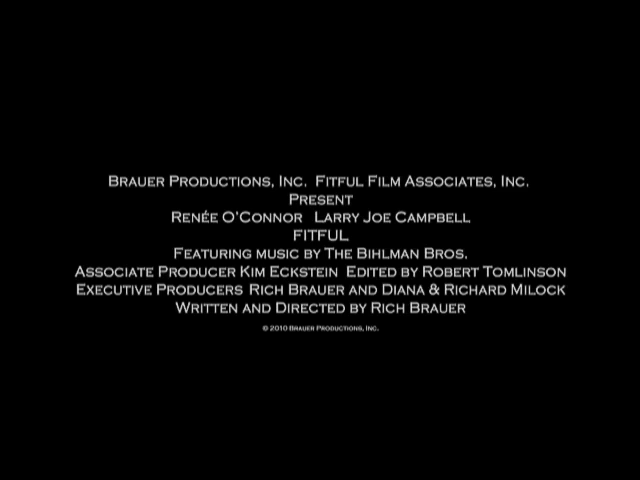 Brauer Productions, Inc. Fitful Film Associates, Inc.
Present
Renée O'Connor Larry Joe Campbell
FITFUL
Featuring music by The Bihlman Bros.
Associate Producer Kim Eckstein Edited by Robert Tomlinson
Executive Producers Rich Brauer and Diana & Richard Milock
Written and Directed by Rich Brauer
© 2010 Brauer Productions, Inc.